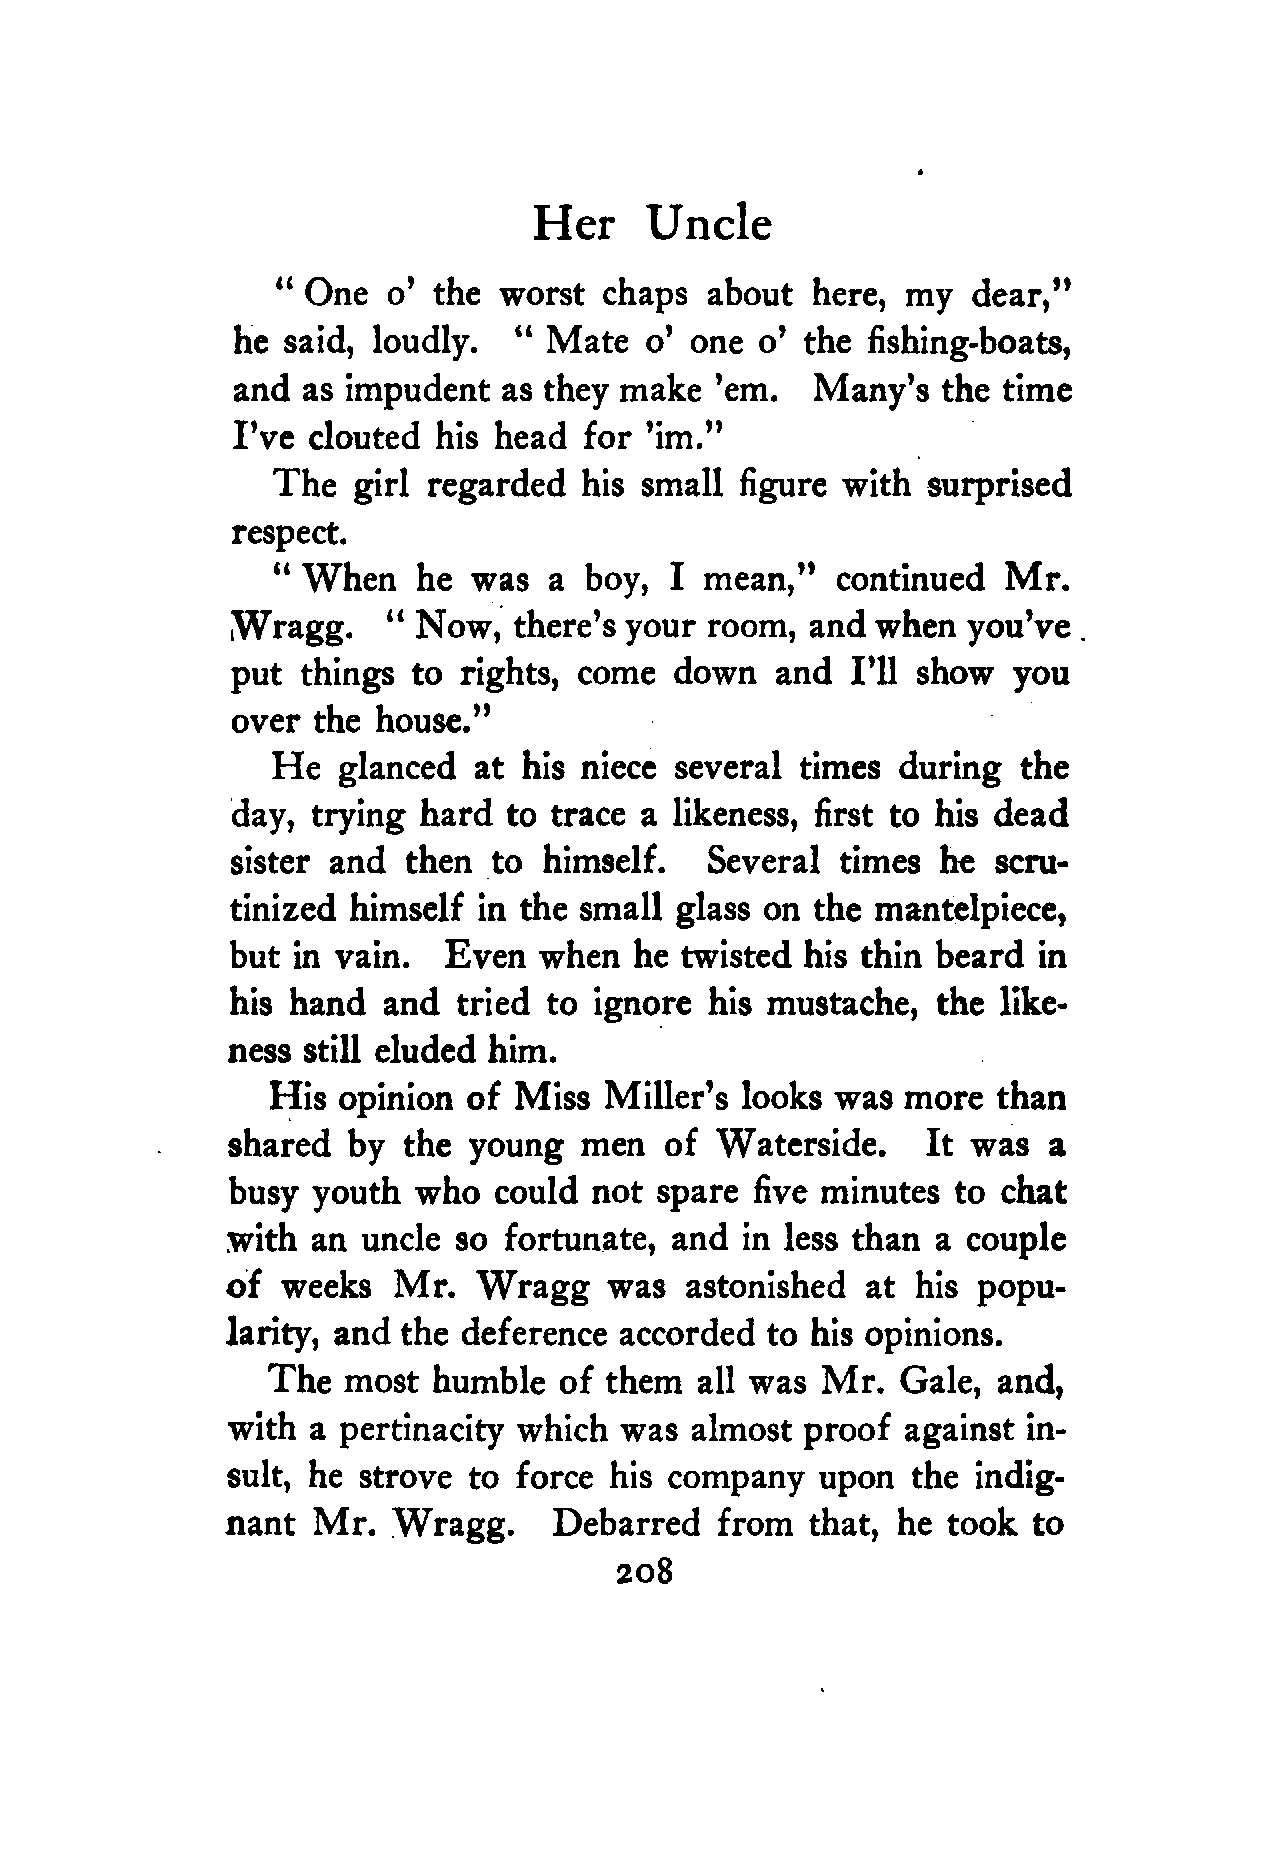 Her Uncle
" One o' the worst chaps about here, my dear,"
he said, loudly. " Mate o' one o' the fishing-boats,
and as impudent as they make 'em. Many's the time
I've clouted his head for 'im."
The girl regarded his small figure with surprised
respect.
" When he was a boy, I mean," continued Mr.
Wragg. " Now, there's your room, and when you've
put things to rights, come down and I'll show you
over the house."
He glanced at his niece several times during the
day, trying hard to trace a likeness, first to his dead
sister and then to himself. Several times he scru-
tinized himself in the small glass on the mantelpiece,
but in vain. Even when he twisted his thin beard in
his hand and tried to ignore his mustache, the like-
ness still eluded him.
His opinion of Miss Miller's looks was more than
shared by the young men of Waterside. It was a
busy youth who could not spare five minutes to chat
with an uncle so fortunate, and in less than a couple
of weeks Mr. Wragg was astonished at his popu-
larity, and the deference accorded to his opinions.
The most humble of them all was Mr. Gale, and,
with a pertinacity which was almost proof against in-
sult, he strove to force his company upon the indig-
nant Mr. Wragg. Debarred from that, he took to
208